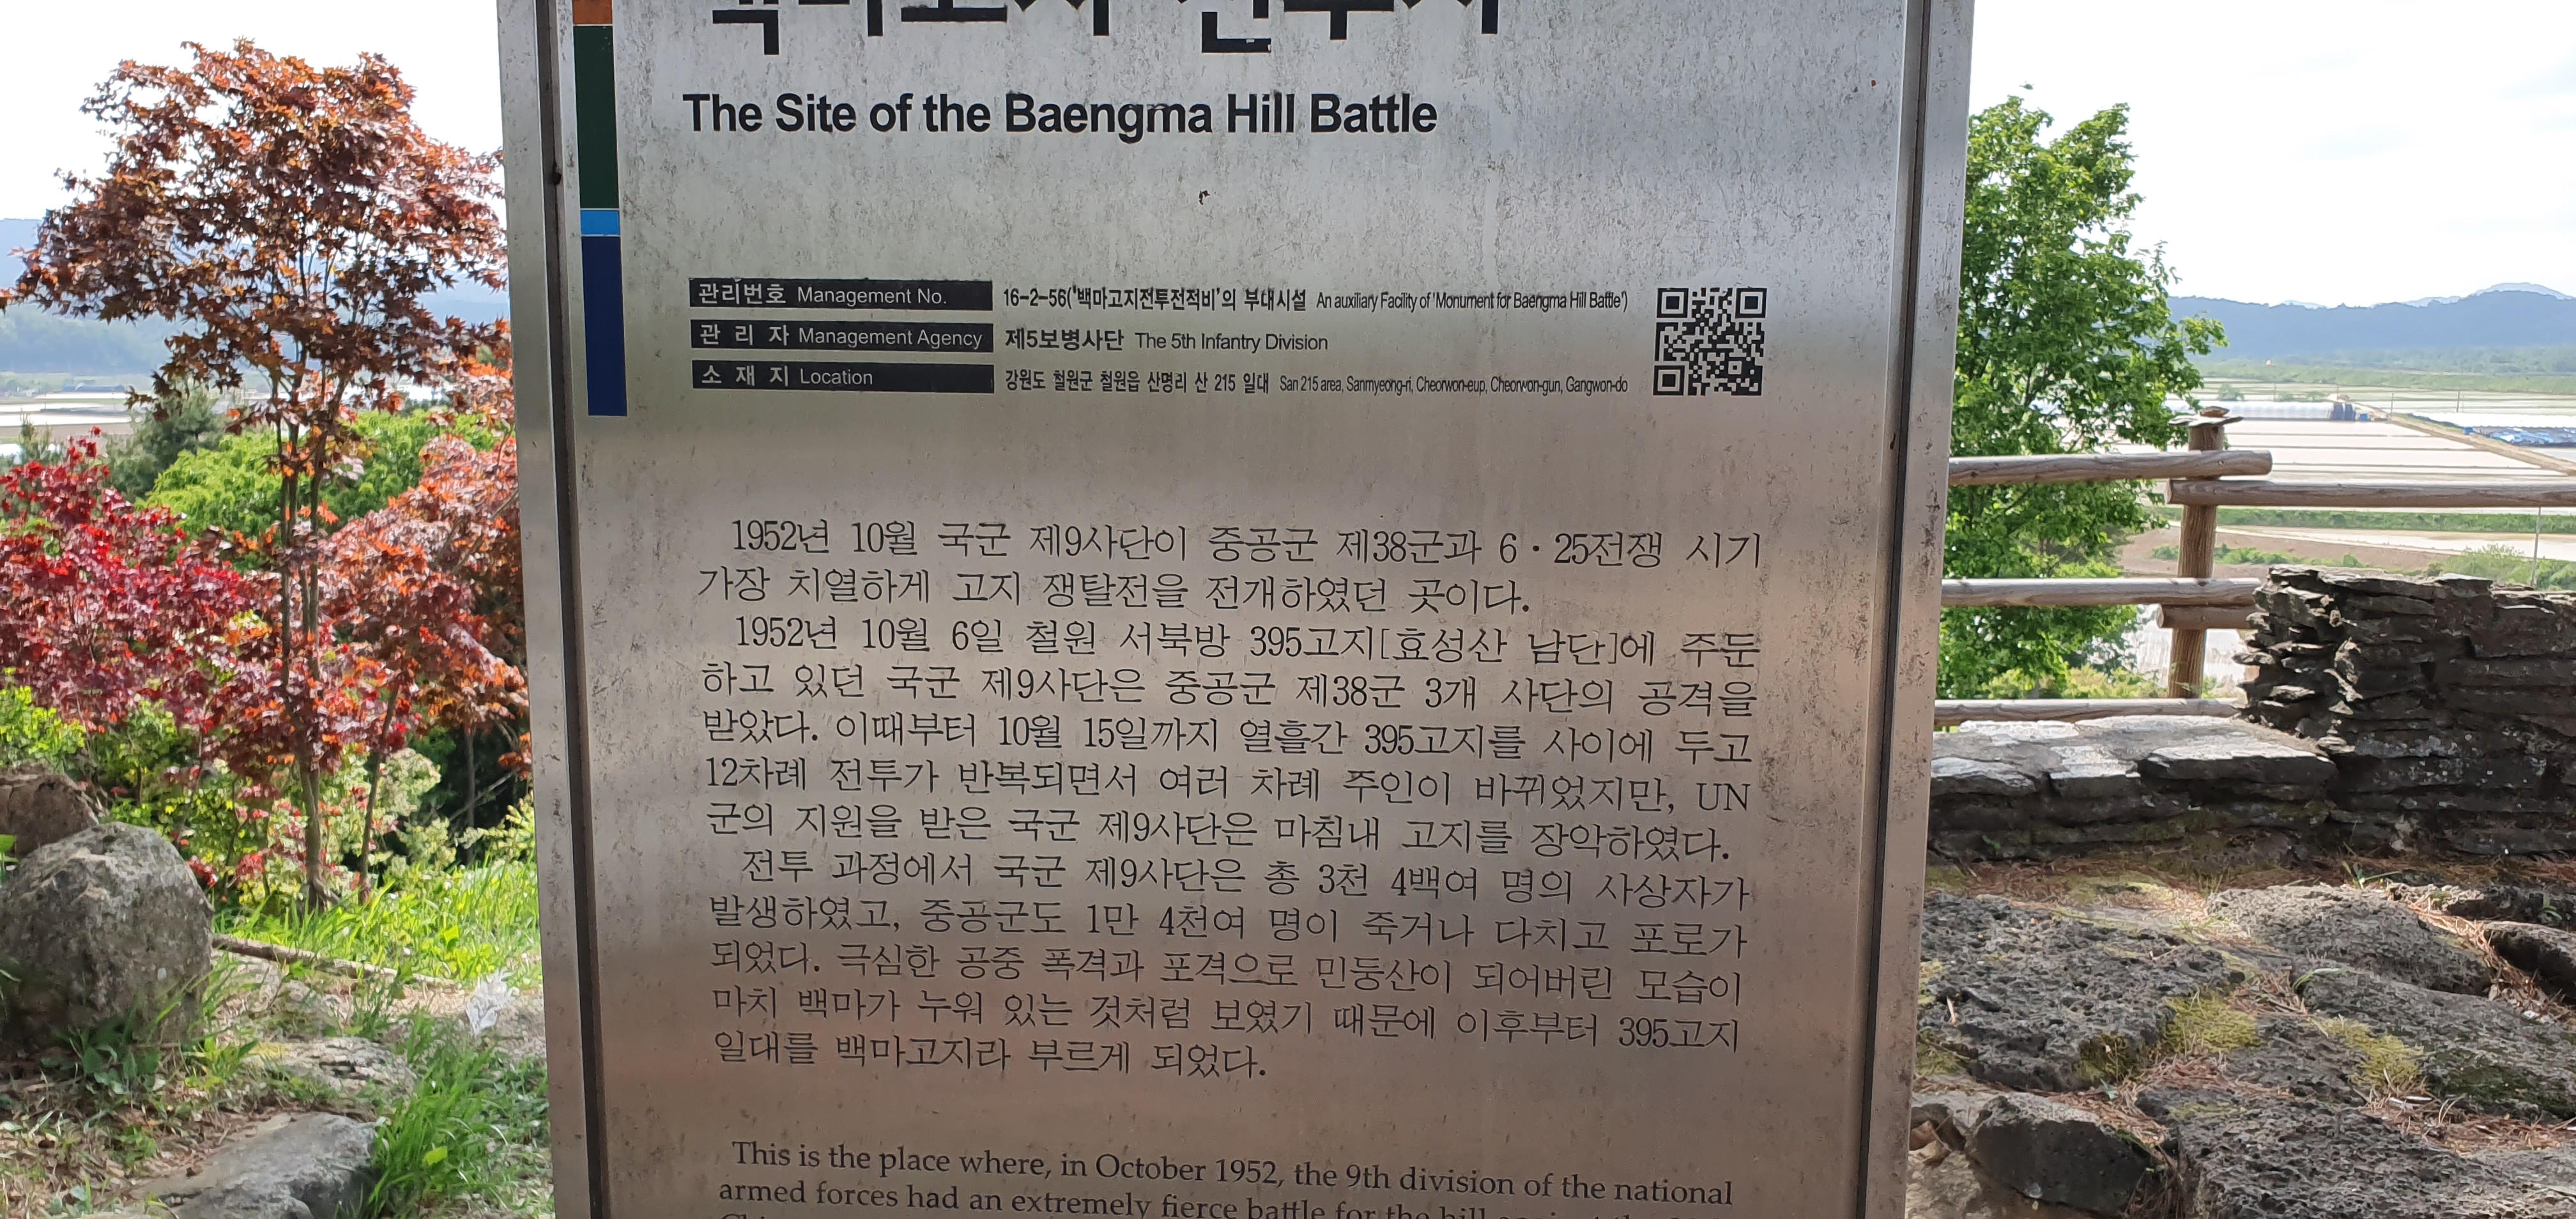 백마고지 전투지
The Site of the Baengma Hill Battle
관리번호 Management No. 16-2-56('백마고지전투전적비'의 부대시설 An auxiliary Facility of 'Monument for Baengma Hill Battle')
관 리 자 Management Agency 제5보병사단 The 5th Infantry Division
소 재 지 Location 강원도 철원군 철원읍 산명리 산 215 일대 San 215 area, Sanmyeong-ri, Cheorwon-eup, Cheorwon-gun, Gangwon-do
1952년 10월 국군 제9사단이 중공군 제38군과 6·25전쟁 시기
가장 치열하게 고지 쟁탈전을 전개하였던 곳이다.
1952년 10월 6일 철원 서북방 395고지[효성산 남단]에 주둔
하고 있던 국군 제9사단은 중공군 제38군 3개 사단의 공격을
받았다. 이때부터 10월 15일까지 열흘간 395고지를 사이에 두고
12차례 전투가 반복되면서 여러 차례 주인이 바뀌었지만, UN
군의 지원을 받은 국군 제9사단은 마침내 고지를 장악하였다.
전투 과정에서 국군 제9사단은 총 3천 4백여 명의 사상자가
발생하였고, 중공군도 1만 4천여 명이 죽거나 다치고 포로가
되었다. 극심한 공중 폭격과 포격으로 민둥산이 되어버린 모습이
마치 백마가 누워 있는 것처럼 보였기 때문에 이후부터 395고지
일대를 백마고지라 부르게 되었다.
This is the place where, in October 1952, the 9th division of the national
armed forces had an extremely fierce battle for the hill against the